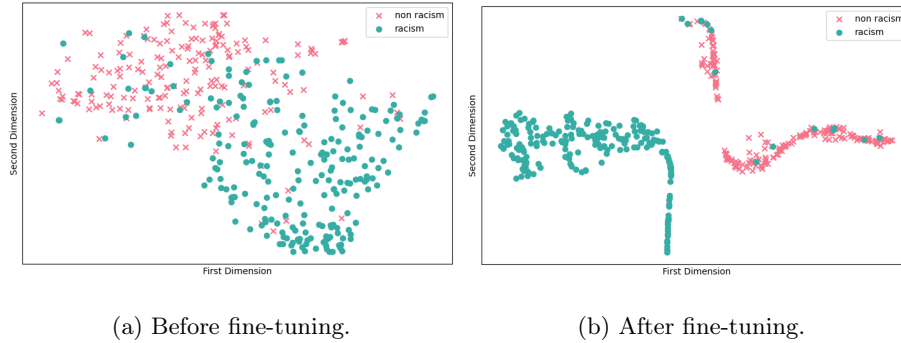 non racism
racism
Second Dimension
First Dimension
(a) Before fine-tuning.
non racism
racism
Second Dimension
First Dimension
(b) After fine-tuning.